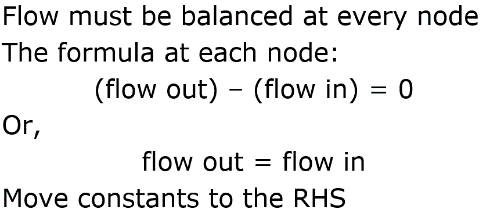 Flow must be balanced at every node
The formula at each node:
(flow out) – (flow in) = 0
Or,
flow out = flow in
Move constants to the RHS